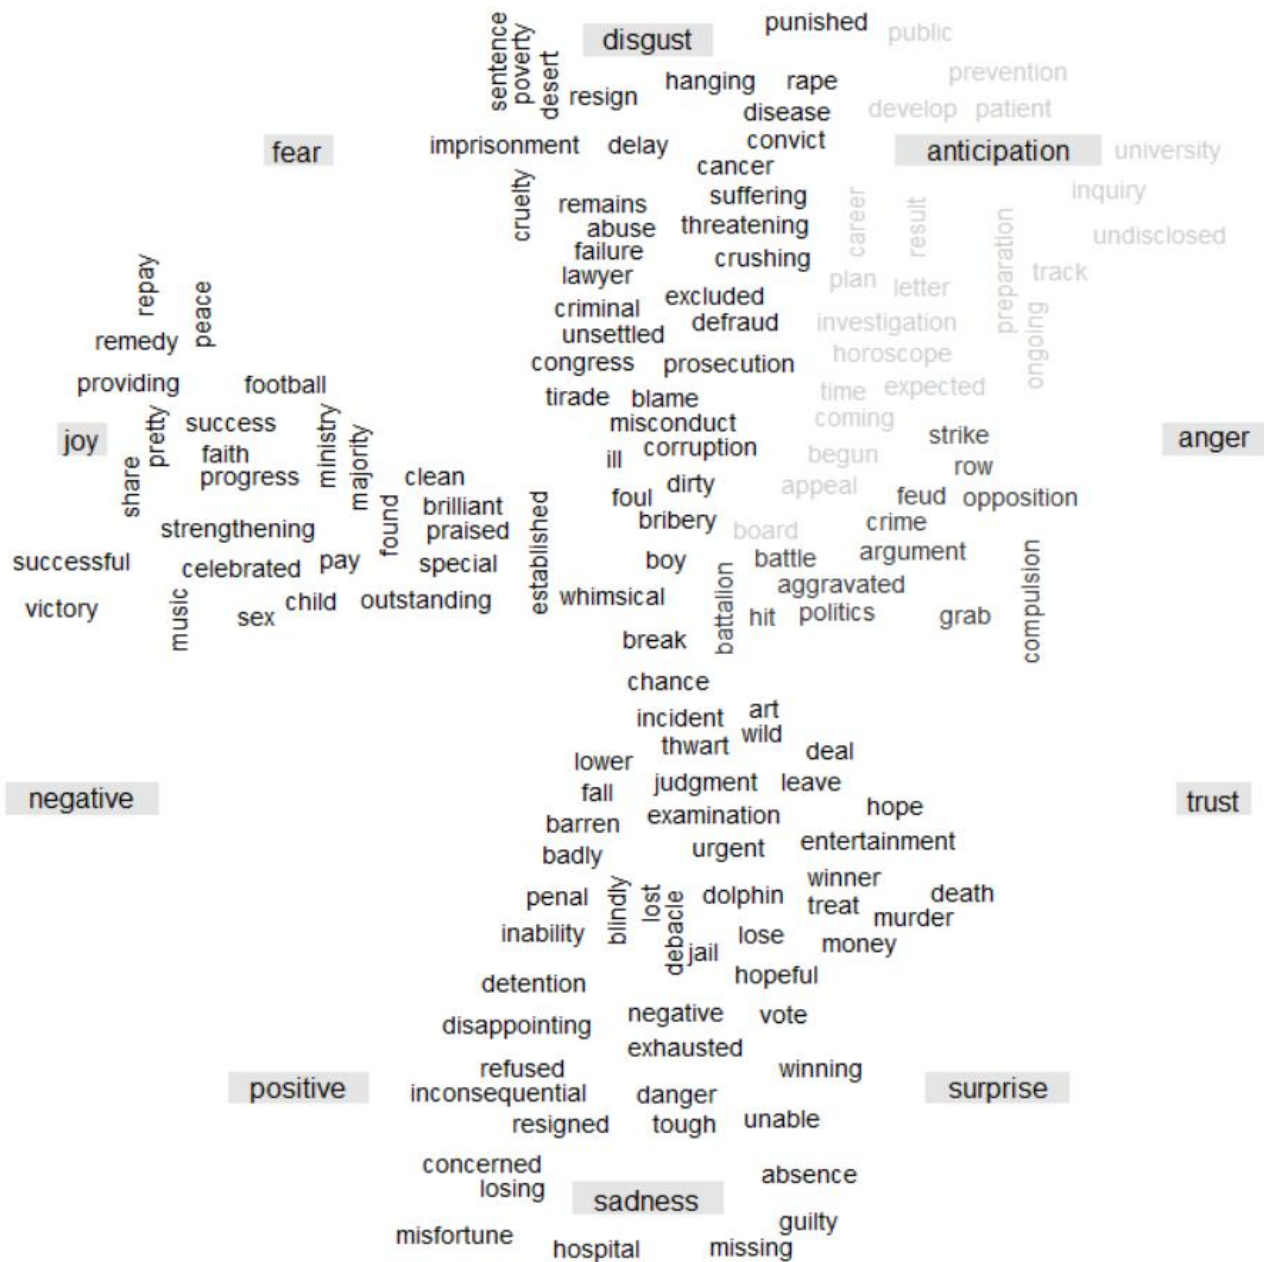 disgust
punished
public
sentence
poverty
desert
resign
hanging
rape
prevention
disease
develop
patient
fear
imprisonment
delay
convict
anticipation
university
cancer
cruelty
remains
suffering
inquiry
abuse
threatening
career
result
undisclosed
failure
crushing
preparation
lawyer
plan
letter
track
repay
peace
criminal
excluded
unsettled
defraud
investigation
ongoing
remedy
congress
prosecution
horoscope
providing
football
tirade
blame
time
expected
joy
pretty
success
misconduct
coming
strike
anger
share
faith
ministry
majority
corruption
begun
row
progress
clean
ill
dirty
appeal
feud
opposition
found
brilliant
foul
strengthening
praised
established
bribery
board
crime
successful
celebrated
pay
special
boy
battle
argument
compulsion
victory
music
sex
child
outstanding
whimsical
battalion
aggravated
hit
politics
grab
break
chance
incident
art
thwart
wild
deal
lower
negative
fall
judgment
leave
trust
barren
examination
hope
badly
urgent
entertainment
penal
blindly
lost
debacle
dolphin
winner
treat
death
murder
inability
jail
lose
money
detention
hopeful
disappointing
negative
vote
exhausted
positive
refused
winning
surprise
inconsequential
danger
resigned
tough
unable
concerned
losing
sadness
absence
misfortune
hospital
missing
guilty